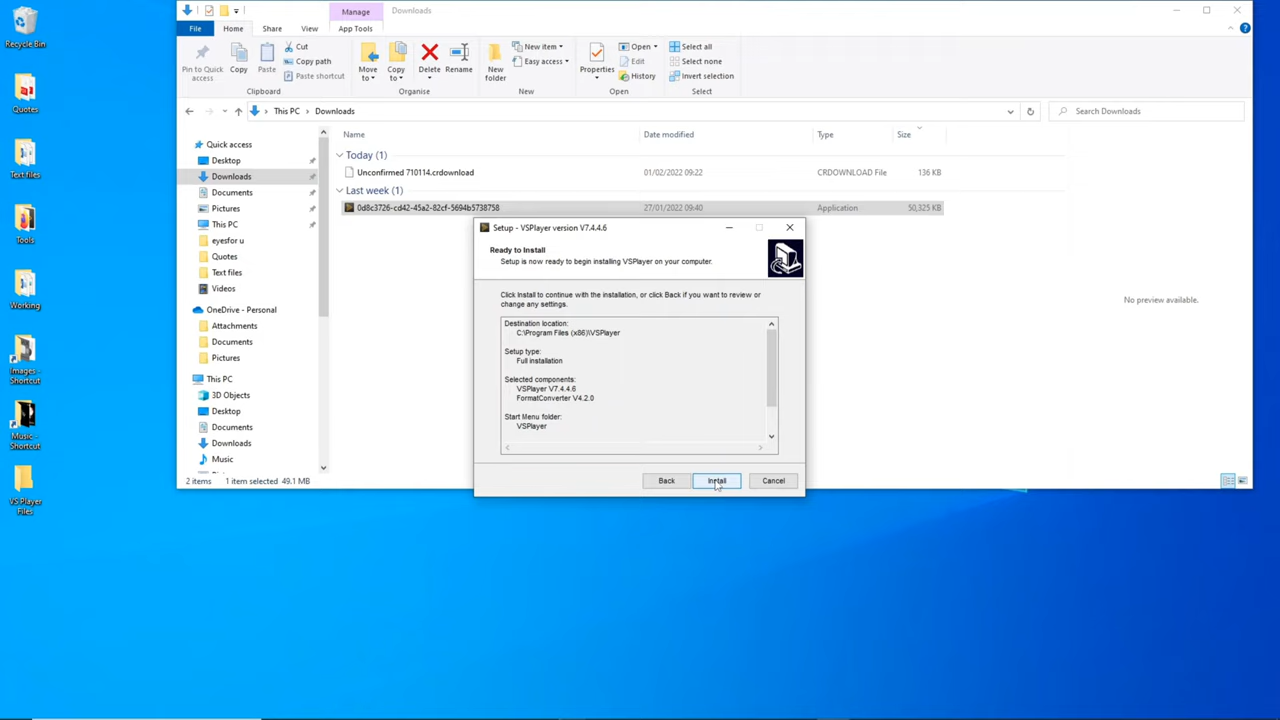 Recycle Bin
Quotes
Text files
Tools
Working
Images -
Shortcut
Music -
Shortcut
VS Player
Files
Manage
Downloads
File
Home
Share
View
App Tools
Pin to Quick
access
Copy
Paste
Cut
Copy path
Paste shortcut
Clipboard
Move
to
Copy
to
Delete
Rename
Organise
New
folder
New item
Easy access
New
Properties
Open
Edit
History
Open
Select all
Select none
Invert selection
Select
This PC > Downloads
Search Downloads
Quick access
Desktop
Downloads
Documents
Pictures
This PC
eyesfor u
Quotes
Text files
Videos
OneDrive - Personal
Attachments
Documents
Pictures
This PC
3D Objects
Desktop
Documents
Downloads
Music
Name
Date modified
Type
Size
Today (1)
Unconfirmed 710114.crdownload
01/02/2022 09:22
CRDOWNLOAD File
136 KB
Last week (1)
0d8c3726-cd42-45a2-82cf-5694b5738758
27/01/2022 09:40
Application
50,325 KB
No preview available.
2 items
1 item selected 49.1 MB
Setup - VSPlayer version V7.4.4.6
Ready to Install
Setup is now ready to begin installing VSPlayer on your computer.
Click Install to continue with the installation, or click Back if you want to review or
change any settings.
Destination location:
C:\Program Files (x86)\VSPlayer
Setup type:
Full installation
Selected components:
VSPlayer V7.4.4.6
FormatConverter V4.2.0
Start Menu folder:
VSPlayer
Back
Install
Cancel